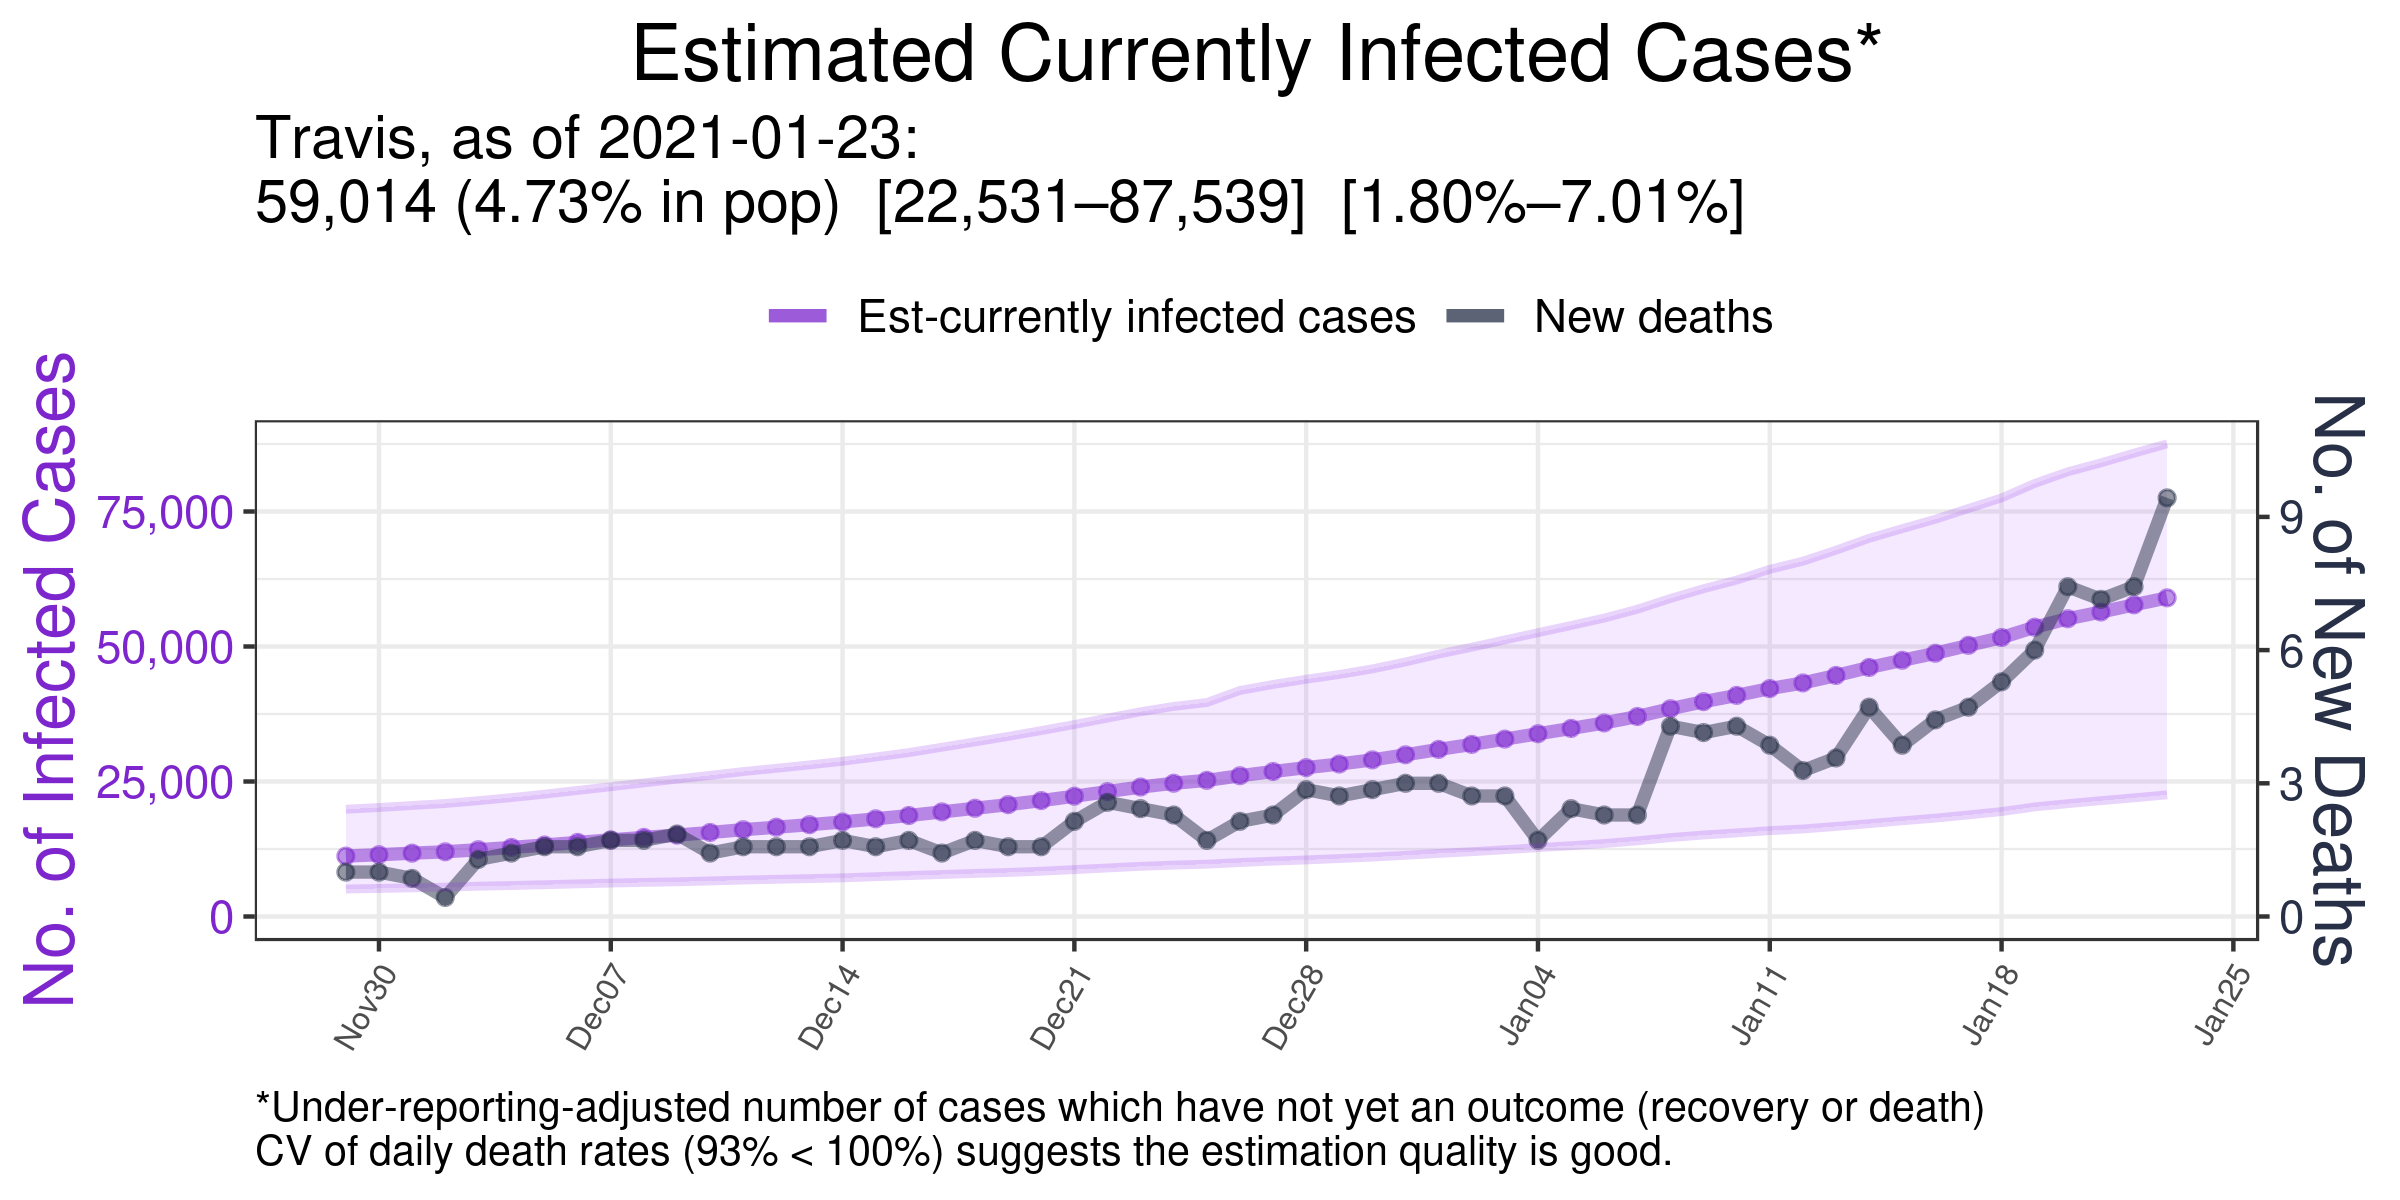 Estimated Currently Infected Cases*
Travis, as of 2021-01-23:
59,014 (4.73% in pop)  [22,531–87,539]  [1.80%–7.01%]
Est-currently infected cases
New deaths
No. of Infected Cases
75,000
50,000
25,000
0
No. of New Deaths
9
6
3
0
Nov30
Dec07
Dec14
Dec21
Dec28
Jan04
Jan11
Jan18
Jan25
*Under-reporting-adjusted number of cases which have not yet an outcome (recovery or death)
CV of daily death rates (93% < 100%) suggests the estimation quality is good.